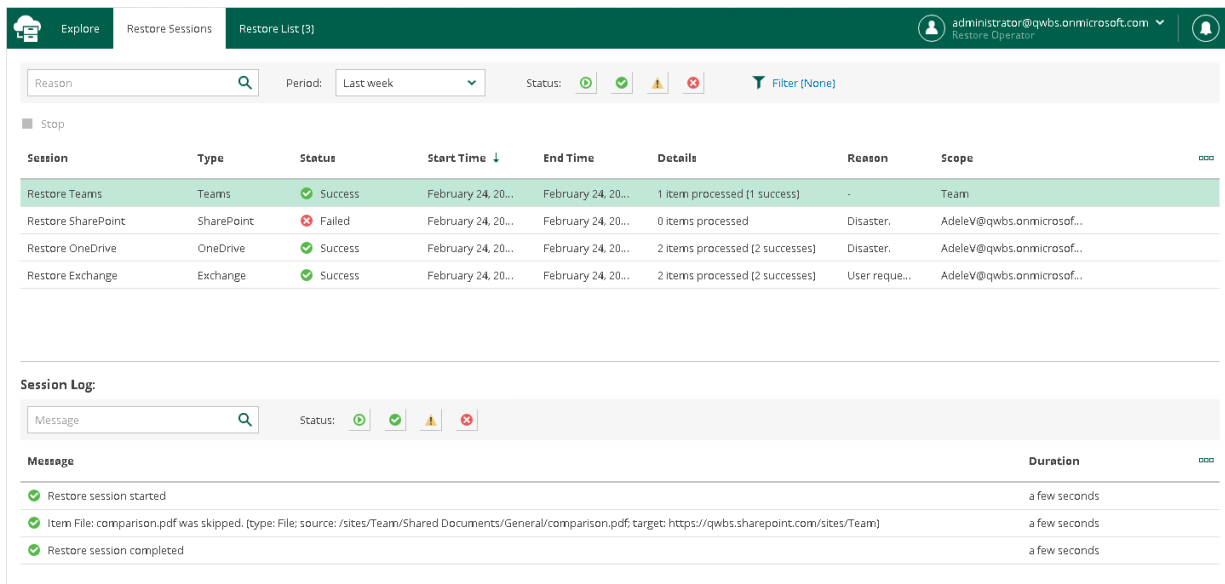 Explore Restore Sessions Restore List (3) administrator@qwbs.onmicrosoft.com
Restore Operator
Reason Period: Last week Status: Filter (None)
Stop
Session Type Status Start Time End Time Details Reason Scope
Restore Teams Teams Success February 24, 20... February 24, 20... 1 item processed (1 success) - Team
Restore SharePoint SharePoint Failed February 24, 20... February 24, 20... 0 items processed Disaster. AdeleV@qwbs.onmicrosof...
Restore OneDrive OneDrive Success February 24, 20... February 24, 20... 2 items processed (2 successes) Disaster. AdeleV@qwbs.onmicrosof...
Restore Exchange Exchange Success February 24, 20... February 24, 20... 2 items processed (2 successes) User reque... AdeleV@qwbs.onmicrosof...
Session Log:
Message Status:
Message Duration
Restore session started a few seconds
Item File: comparison.pdf was skipped. (type: File; source: /sites/Team/Shared Documents/General/comparison.pdf; target: https://qwbs.sharepoint.com/sites/Team) a few seconds
Restore session completed a few seconds